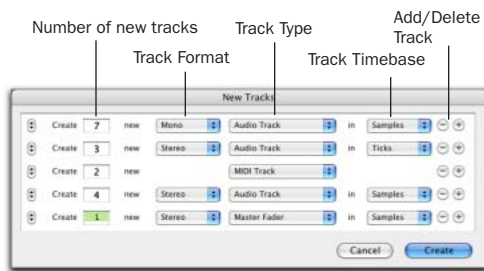 Number of new tracks
Track Format
Track Type
Track Timebase
Add/Delete
Track
New Tracks
Create 7 new Mono Audio Track in Samples
Create 3 new Stereo Audio Track in Ticks
Create 2 new MIDI Track
Create 4 new Stereo Audio Track in Samples
Create 1 new Stereo Master Fader in Samples
Cancel Create